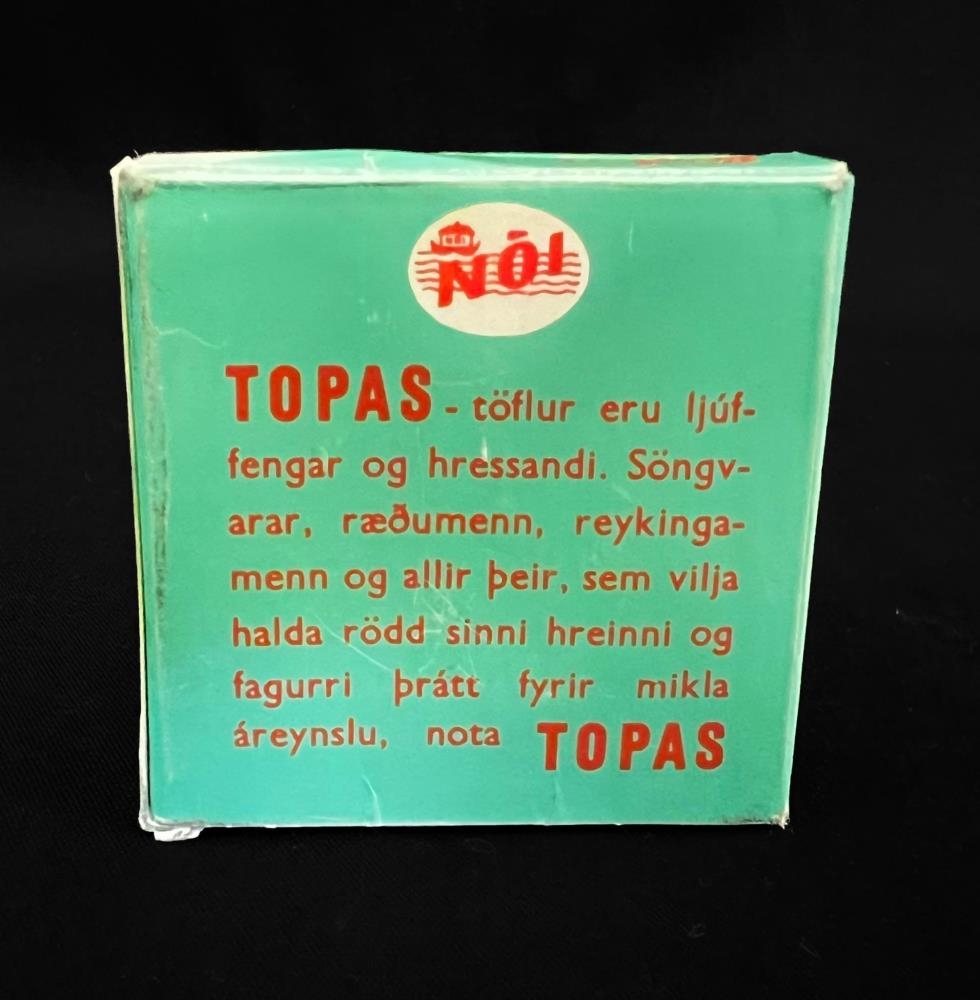 NÓI
TOPAS - töflur eru ljúf-
fengar og hressandi. Söngv-
arar, ræðumenn, reykinga-
menn og allir þeir, sem vilja
halda rödd sinni hreinni og
fagurri þrátt fyrir mikla
áreynslu, nota TOPAS